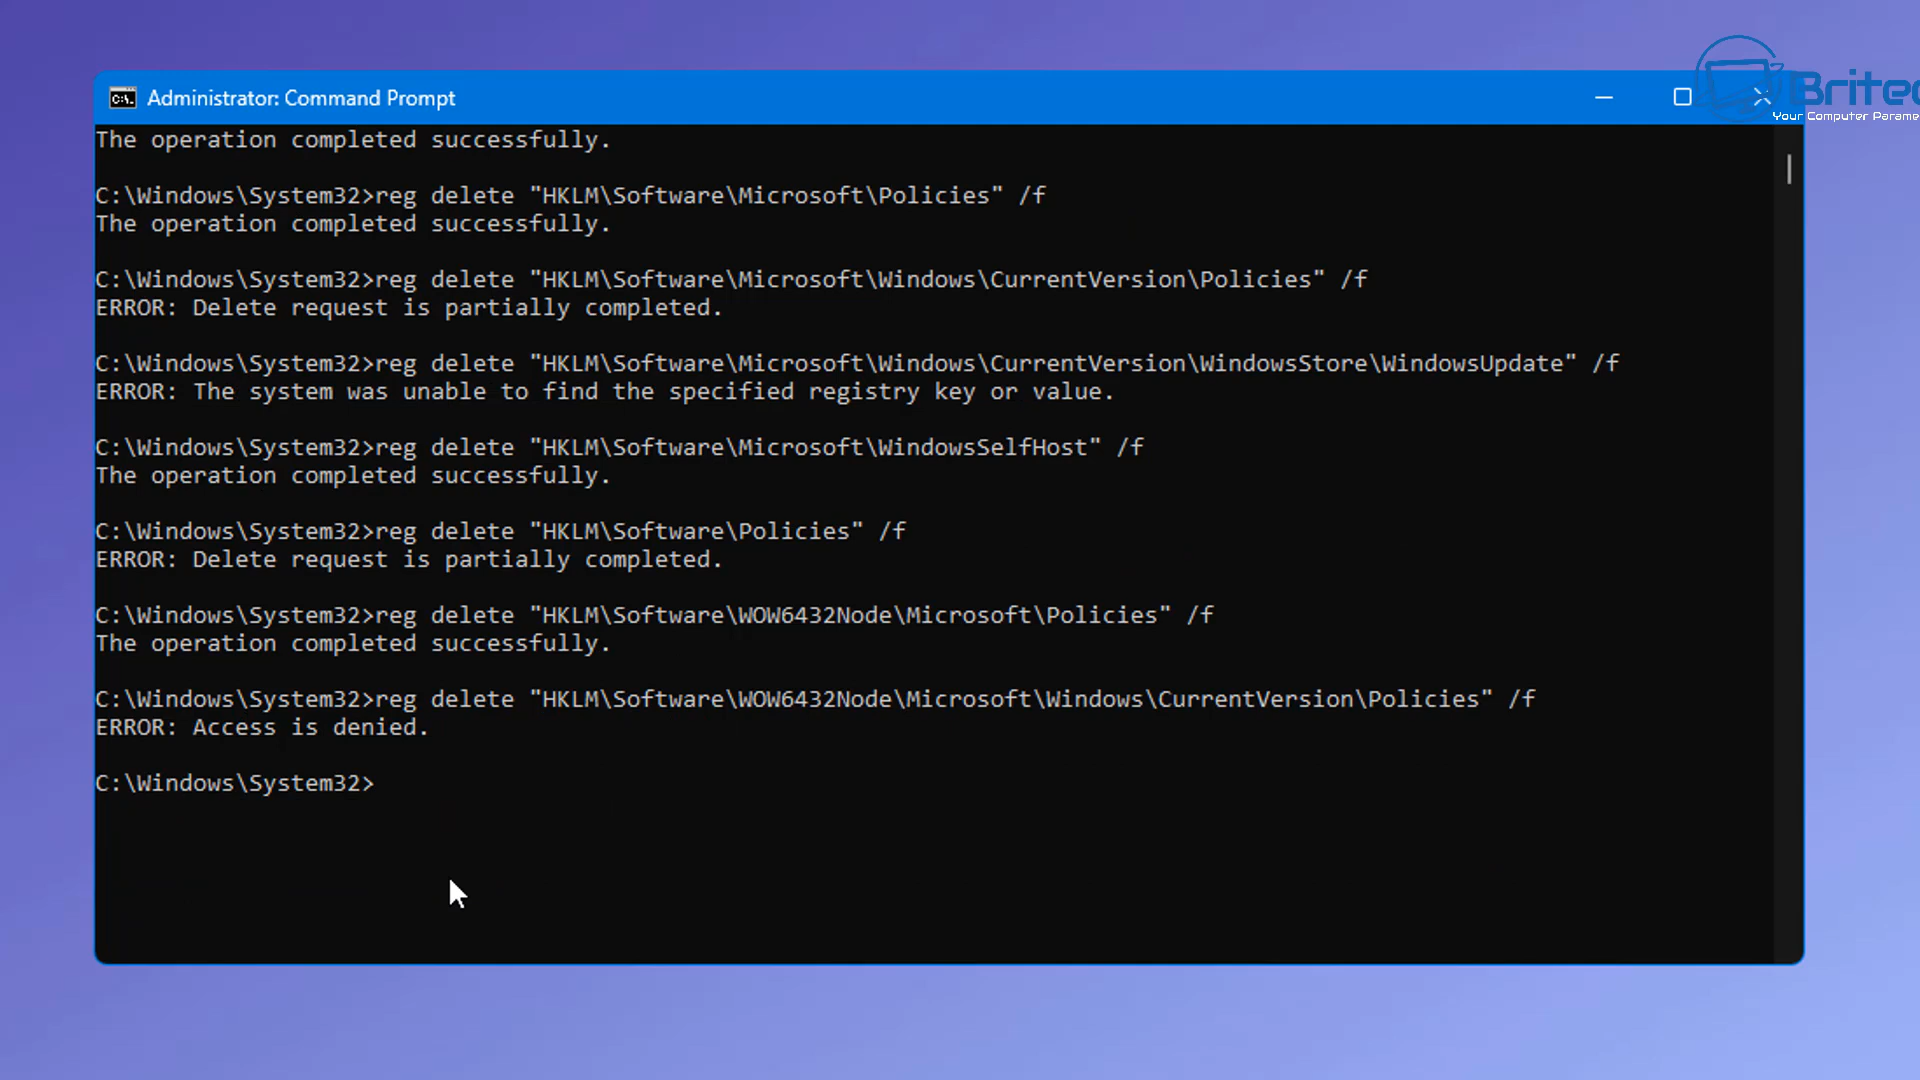 Administrator: Command Prompt
Your Computer Parame
The operation completed successfully.
C:\Windows\System32>reg delete "HKLM\Software\Microsoft\Policies" /f
The operation completed successfully.
C:\Windows\System32>reg delete "HKLM\Software\Microsoft\Windows\CurrentVersion\Policies" /f
ERROR: Delete request is partially completed.
C:\Windows\System32>reg delete "HKLM\Software\Microsoft\Windows\CurrentVersion\WindowsStore\WindowsUpdate" /f
ERROR: The system was unable to find the specified registry key or value.
C:\Windows\System32>reg delete "HKLM\Software\Microsoft\WindowsSelfHost" /f
The operation completed successfully.
C:\Windows\System32>reg delete "HKLM\Software\Policies" /f
ERROR: Delete request is partially completed.
C:\Windows\System32>reg delete "HKLM\Software\WOW6432Node\Microsoft\Policies" /f
The operation completed successfully.
C:\Windows\System32>reg delete "HKLM\Software\WOW6432Node\Microsoft\Windows\CurrentVersion\Policies" /f
ERROR: Access is denied.
C:\Windows\System32>